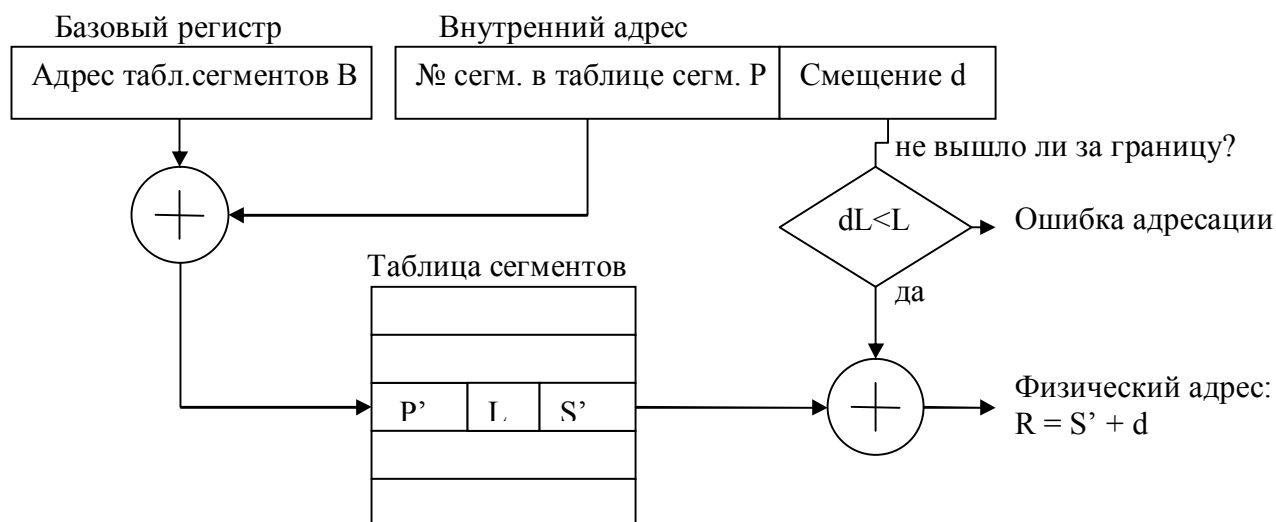 Базовый регистр
Внутренний адрес
Адрес табл.сегментов В
№ сегм. в таблице сегм. Р
Смещение d
не вышло ли за границу?
dL<L
Ошибка адресации
да
Таблица сегментов
P’
L
S’
Физический адрес:
R = S’ + d